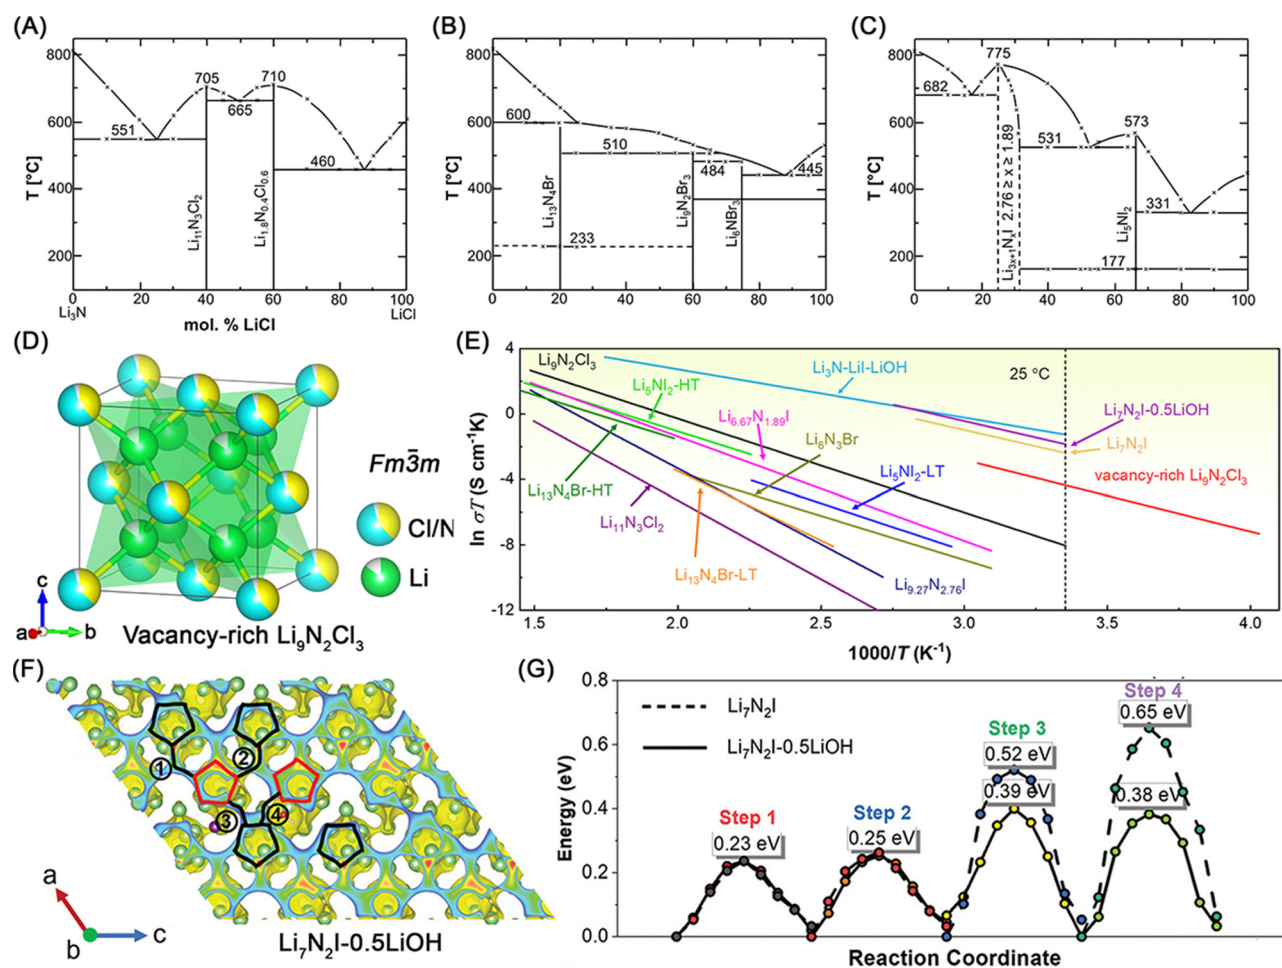 (A)
800
705
710
665
600
551
460
400
200
T [°C]
Li₁₁N₃Cl₂
Li₁.₈N₀.₄Cl₀.₆
0 20 40 60 80 100
Li₃N
mol. % LiCl
LiCl
(B)
800
600
600
510
484
445
400
233
200
T [°C]
Li₁₃N₄Br
Li₉N₂Br₃
Li₆NBr₃
0 20 40 60 80 100
(C)
800
775
682
600
573
531
400
331
200
177
T [°C]
Li₃ₓ₊₁NₓI 2.76 ≥ x ≥ 1.89
Li₅NI₂
0 20 40 60 80 100
(D)
Fm3̄m
Cl/N
Li
c
a
b
Vacancy-rich Li₉N₂Cl₃
(E)
4
0
-4
-8
-12
ln σT (S cm⁻¹K)
Li₉N₂Cl₃
Li₃N-LiI-LiOH
25 °C
Li₅NI₂-HT
Li₇N₂I-0.5LiOH
Li₆.₆₇N₁.₈₉I
Li₆N₃Br
Li₇N₂I
Li₁₃N₄Br-HT
Li₅NI₂-LT
vacancy-rich Li₉N₂Cl₃
Li₁₁N₃Cl₂
Li₁₃N₄Br-LT
Li₉.₂₇N₂.₇₆I
1.5 2.0 2.5 3.0 3.5 4.0
1000/T (K⁻¹)
(F)
1
2
3
4
a
b
c
Li₇N₂I-0.5LiOH
(G)
0.8
0.6
0.4
0.2
0.0
Energy (eV)
Li₇N₂I
Li₇N₂I-0.5LiOH
Step 1
0.23 eV
Step 2
0.25 eV
Step 3
0.52 eV
0.39 eV
Step 4
0.65 eV
0.38 eV
Reaction Coordinate